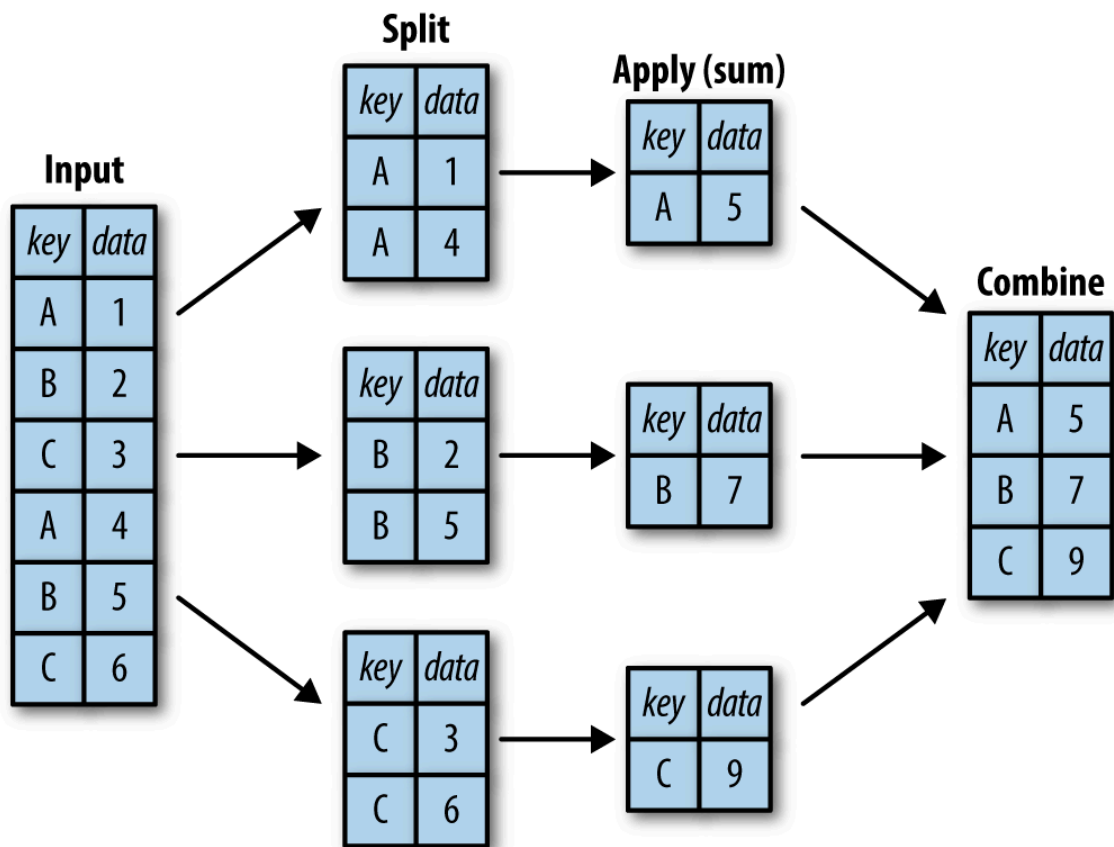 Input
key data
A 1
B 2
C 3
A 4
B 5
C 6
Split
key data
A 1
A 4
key data
B 2
B 5
key data
C 3
C 6
Apply (sum)
key data
A 5
key data
B 7
key data
C 9
Combine
key data
A 5
B 7
C 9